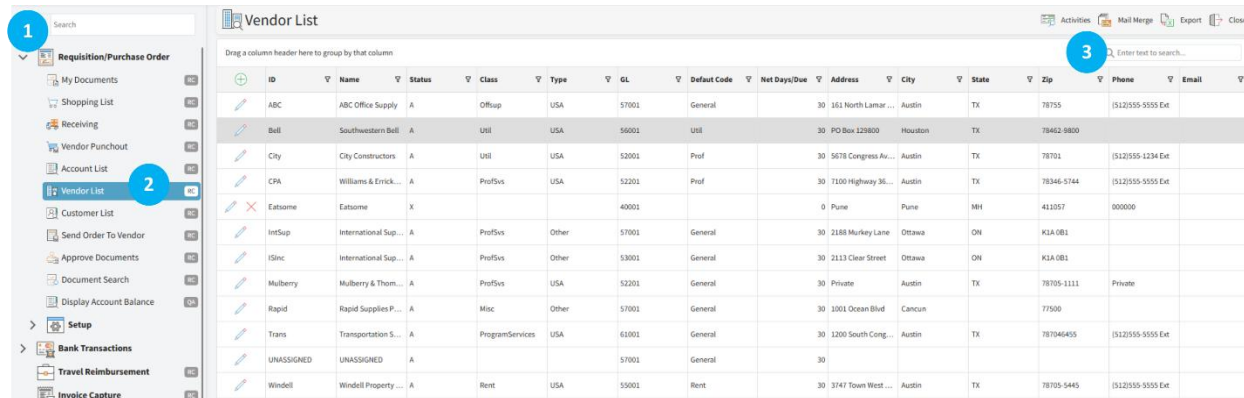 1
Search
Requisition/Purchase Order
My Documents RC
Shopping List RC
Receiving RC
Vendor Punchout RC
Account List RC
Vendor List 2 RC
Customer List RC
Send Order To Vendor RC
Approve Documents RC
Document Search RC
Display Account Balance QA
Setup
Bank Transactions
Travel Reimbursement RC
Invoice Capture RC
Vendor List
Activities Mail Merge Export Close
Drag a column header here to group by that column
3
Enter text to search...
ID Name Status Class Type GL Defaut Code Net Days/Due Address City State Zip Phone Email
ABC ABC Office Supply A Offsup USA 57001 General 30 161 North Lamar ... Austin TX 78755 (512)555-5555 Ext
Bell Southwestern Bell A Util USA 56001 Util 30 PO Box 129800 Houston TX 78462-9800
City City Constructors A Util USA 52001 Prof 30 5678 Congress Av... Austin TX 78701 (512)555-1234 Ext
CPA Williams & Errick... A ProfSvs USA 52201 Prof 30 7100 Highway 36... Austin TX 78346-5744 (512)555-5555 Ext
Eatsome Eatsome X 40001 0 Pune Pune MH 411057 000000
IntSup International Sup... A ProfSvs Other 57001 General 30 2188 Murkey Lane Ottawa ON K1A 0B1
ISInc International Sup... A ProfSvs Other 53001 General 30 2113 Clear Street Ottawa ON K1A 0B1
Mulberry Mulberry & Thom... A ProfSvs USA 52201 General 30 Private Austin TX 78705-1111 Private
Rapid Rapid Supplies P... A Misc Other 57001 General 30 1001 Ocean Blvd Cancun 77500
Trans Transportation S... A ProgramServices USA 61001 General 30 1200 South Cong... Austin TX 787046455 (512)555-5555 Ext
UNASSIGNED UNASSIGNED A 57001 General 30
Windell Windell Property ... A Rent USA 55001 Rent 30 3747 Town West ... Austin TX 78705-5445 (512)555-5555 Ext